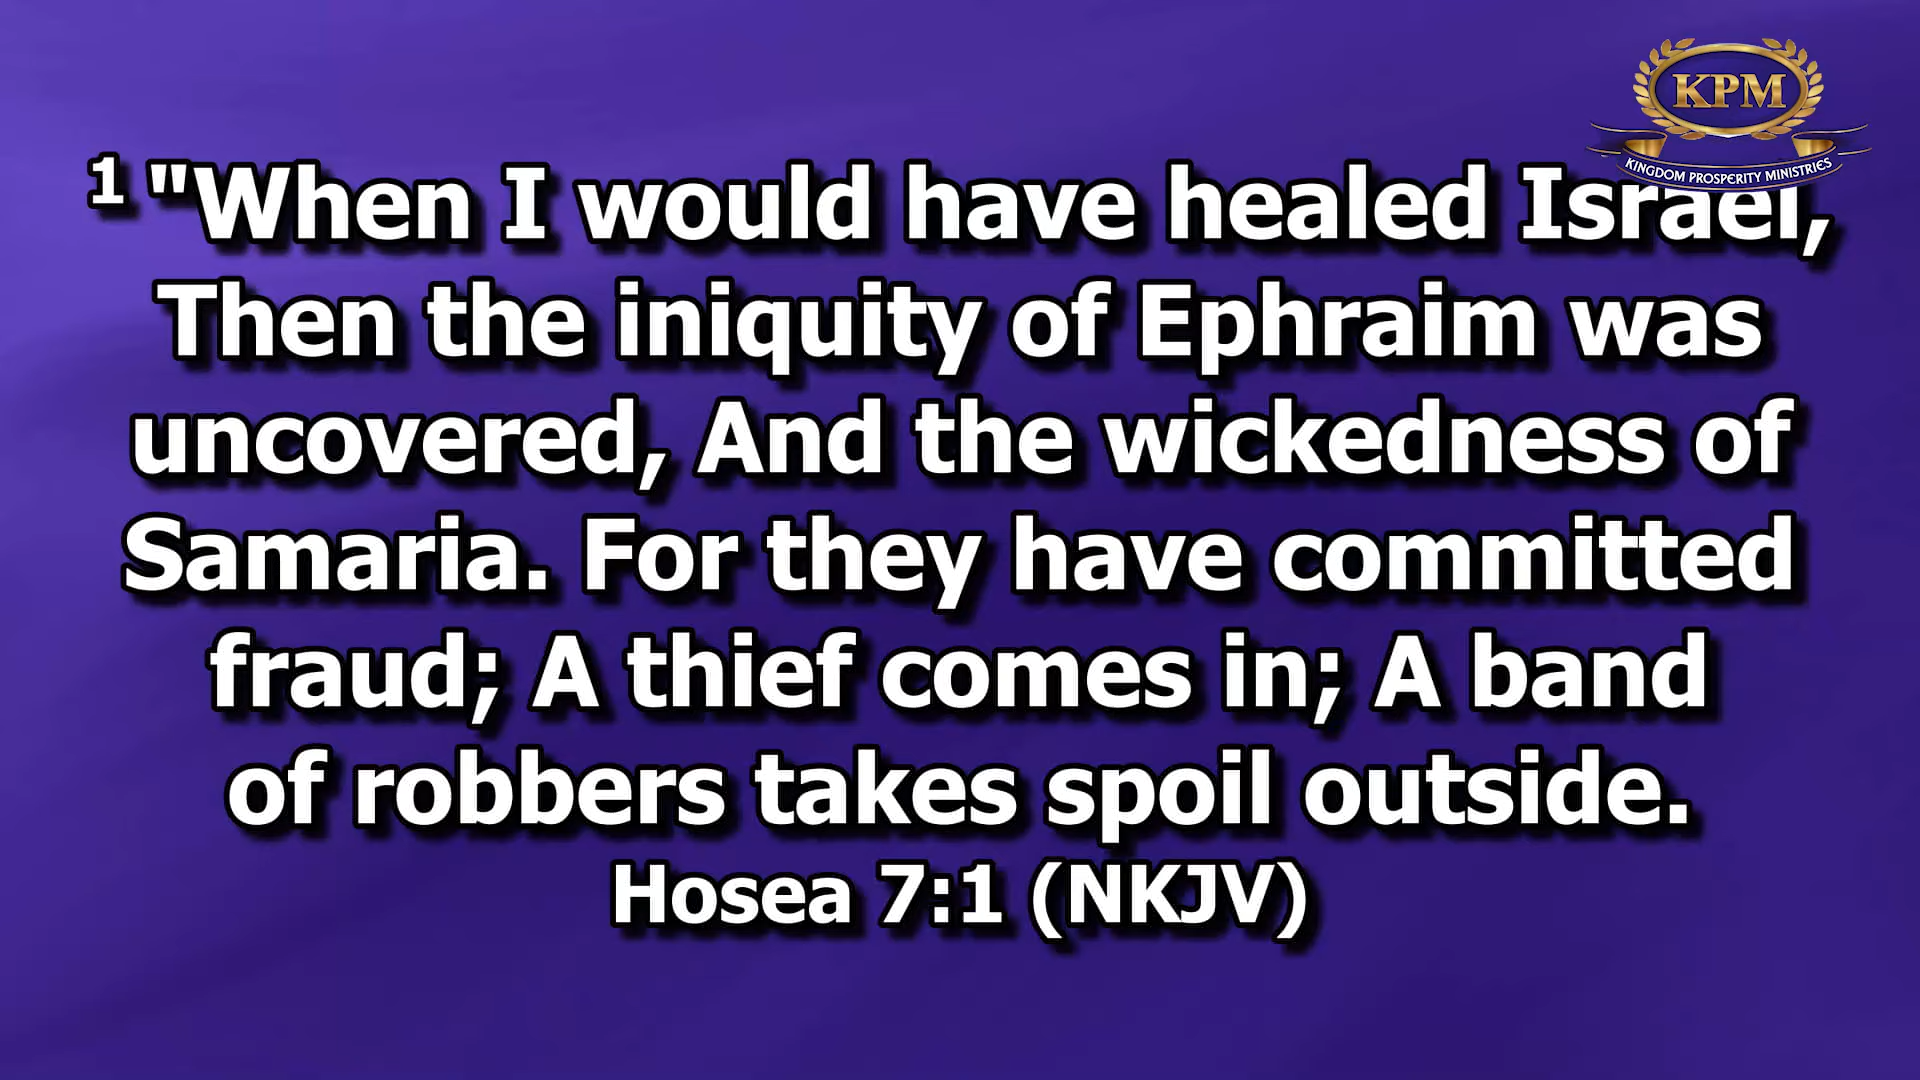 KPM
KINGDOM PROSPERITY MINISTRIES
1 "When I would have healed Israel,
Then the iniquity of Ephraim was
uncovered, And the wickedness of
Samaria. For they have committed
fraud; A thief comes in; A band
of robbers takes spoil outside.
Hosea 7:1 (NKJV)